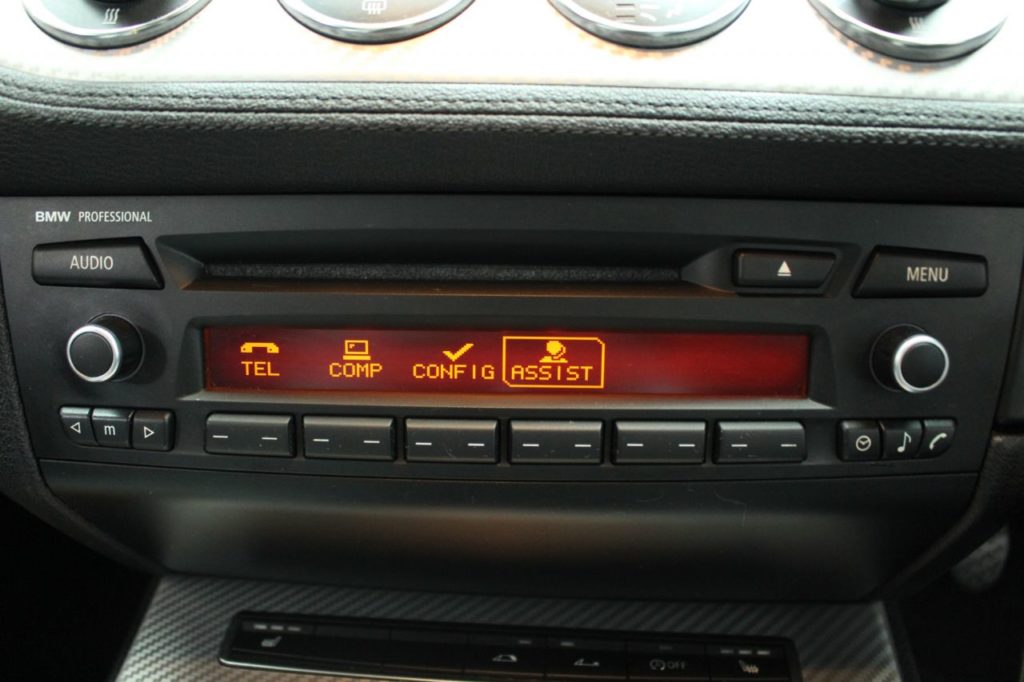 BMW PROFESSIONAL
AUDIO
MENU
TEL COMP CONFIG ASSIST
m
OFF